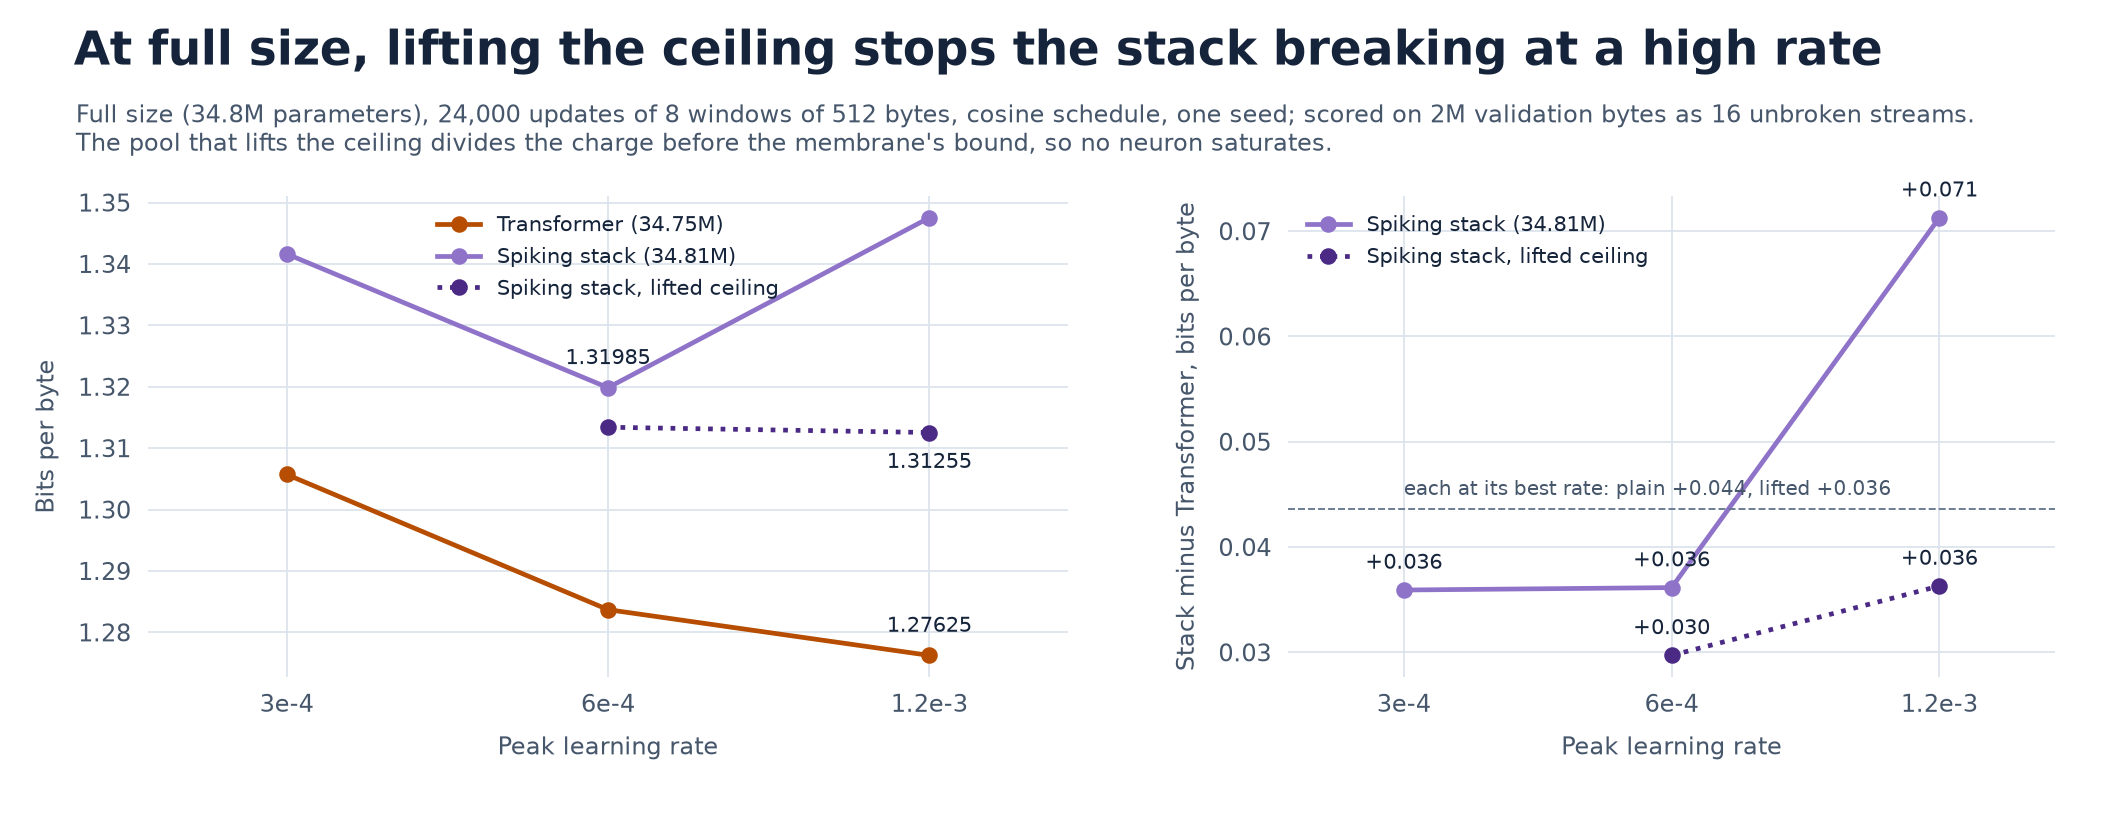 At full size, lifting the ceiling stops the stack breaking at a high rate
Full size (34.8M parameters), 24,000 updates of 8 windows of 512 bytes, cosine schedule, one seed; scored on 2M validation bytes as 16 unbroken streams.
The pool that lifts the ceiling divides the charge before the membrane's bound, so no neuron saturates.
Bits per byte
1.35
1.34
1.33
1.32
1.31
1.30
1.29
1.28
Transformer (34.75M)
Spiking stack (34.81M)
Spiking stack, lifted ceiling
1.31985
1.31255
1.27625
3e-4
6e-4
1.2e-3
Peak learning rate
Stack minus Transformer, bits per byte
0.07
0.06
0.05
0.04
0.03
Spiking stack (34.81M)
Spiking stack, lifted ceiling
+0.071
each at its best rate: plain +0.044, lifted +0.036
+0.036
+0.036
+0.036
+0.030
3e-4
6e-4
1.2e-3
Peak learning rate